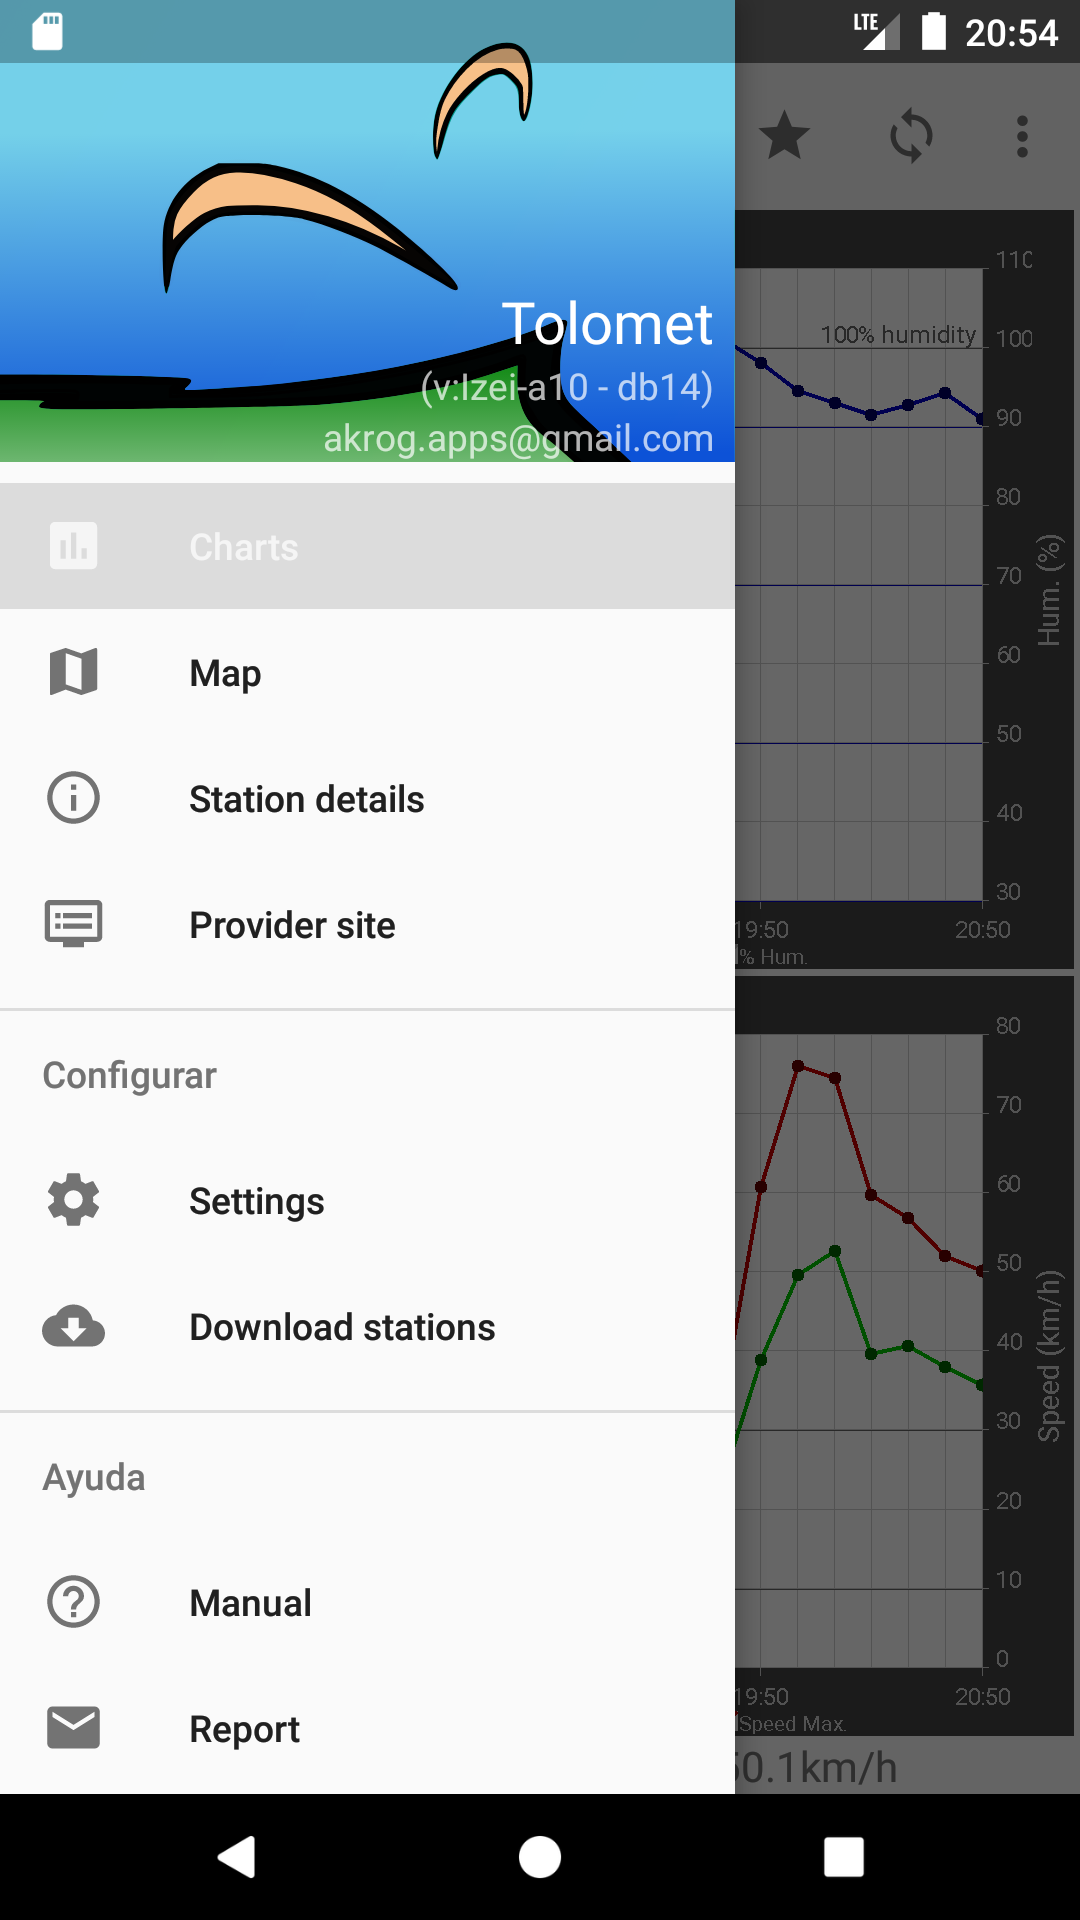 LTE 20:54
Tolomet
(v:Izei-a10 - db14)
akrog.apps@gmail.com
Charts
Map
Station details
Provider site
Configurar
Settings
Download stations
Ayuda
Manual
Report
110
100% humidity
100
90
80
70
60
50
40
30
Hum. (%)
19:50 20:50
% Hum.
80
70
60
50
40
30
20
10
0
Speed (km/h)
19:50 20:50
Speed Max.
50.1km/h